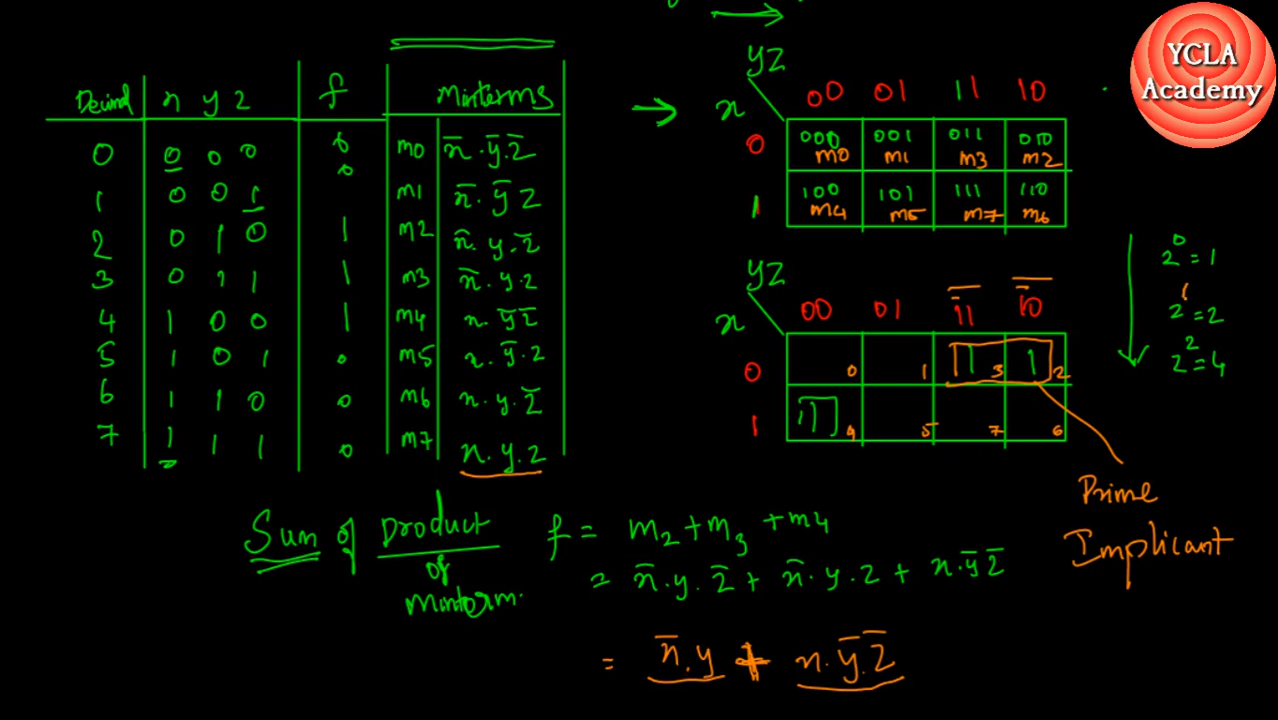 YCLA
Academy
Decimal x y z f Minterms
0 0 0 0 0 m0 x̅.y̅.z̅
1 0 0 1 0 m1 x̅.y̅ z
2 0 1 0 1 m2 x̅.y.z̅
3 0 1 1 1 m3 x̅.y.z
4 1 0 0 1 m4 x.y̅z̅
5 1 0 1 0 m5 x.y̅.z
6 1 1 0 0 m6 x.y.z̅
7 1 1 1 0 m7 x.y.z
yz
x 00 01 11 10
0 000 001 011 010
m0 m1 m3 m2
1 100 101 111 110
m4 m5 m7 m6
yz
x 00 01 11 10
0 0 1 1 3 1 2
1 1 4 5 7 6
2⁰ = 1
2¹ = 2
2² = 4
Prime
Implicant
Sum of Product
of
minterm.
f = m2 + m3 + m4
= x̅.y.z̅ + x̅.y.z + x.y̅z̅
= x̅.y + x.y̅.z̅